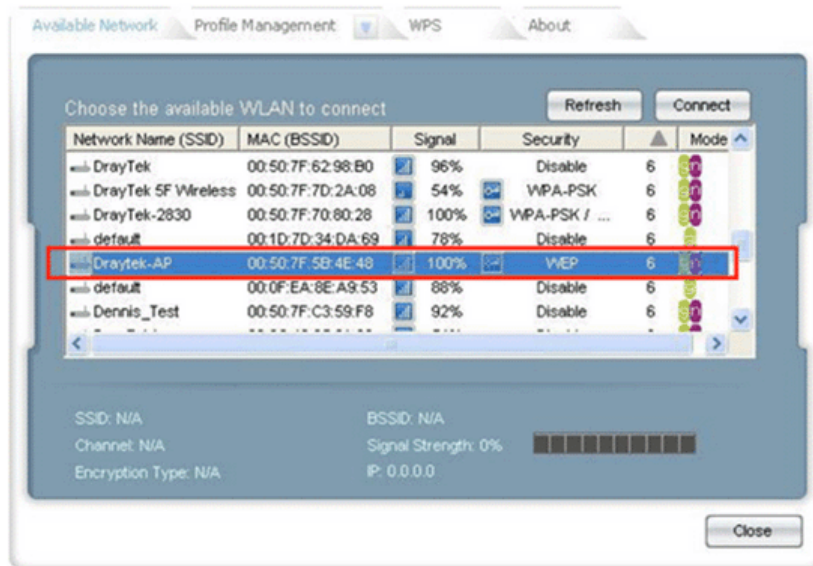 Available Network Profile Management WPS About
Choose the available WLAN to connect Refresh Connect
Network Name (SSID) MAC (BSSID) Signal Security Mode
DrayTek 00:50:7F:62:98:B0 96% Disable 6 g n
DrayTek 5F Wireless 00:50:7F:7D:2A:08 54% WPA-PSK 6 g n
DrayTek-2830 00:50:7F:70:80:28 100% WPA-PSK / ... 6 g n
default 00:1D:7D:34:DA:69 78% Disable 6 g
Draytek-AP 00:50:7F:5B:4E:48 100% WEP 6 g n
default 00:0F:EA:8E:A9:53 88% Disable 6 g
Dennis_Test 00:50:7F:C3:59:F8 92% Disable 6 g n
SSID: N/A BSSID: N/A
Channel: N/A Signal Strength: 0%
Encryption Type: N/A IP: 0.0.0.0
Close